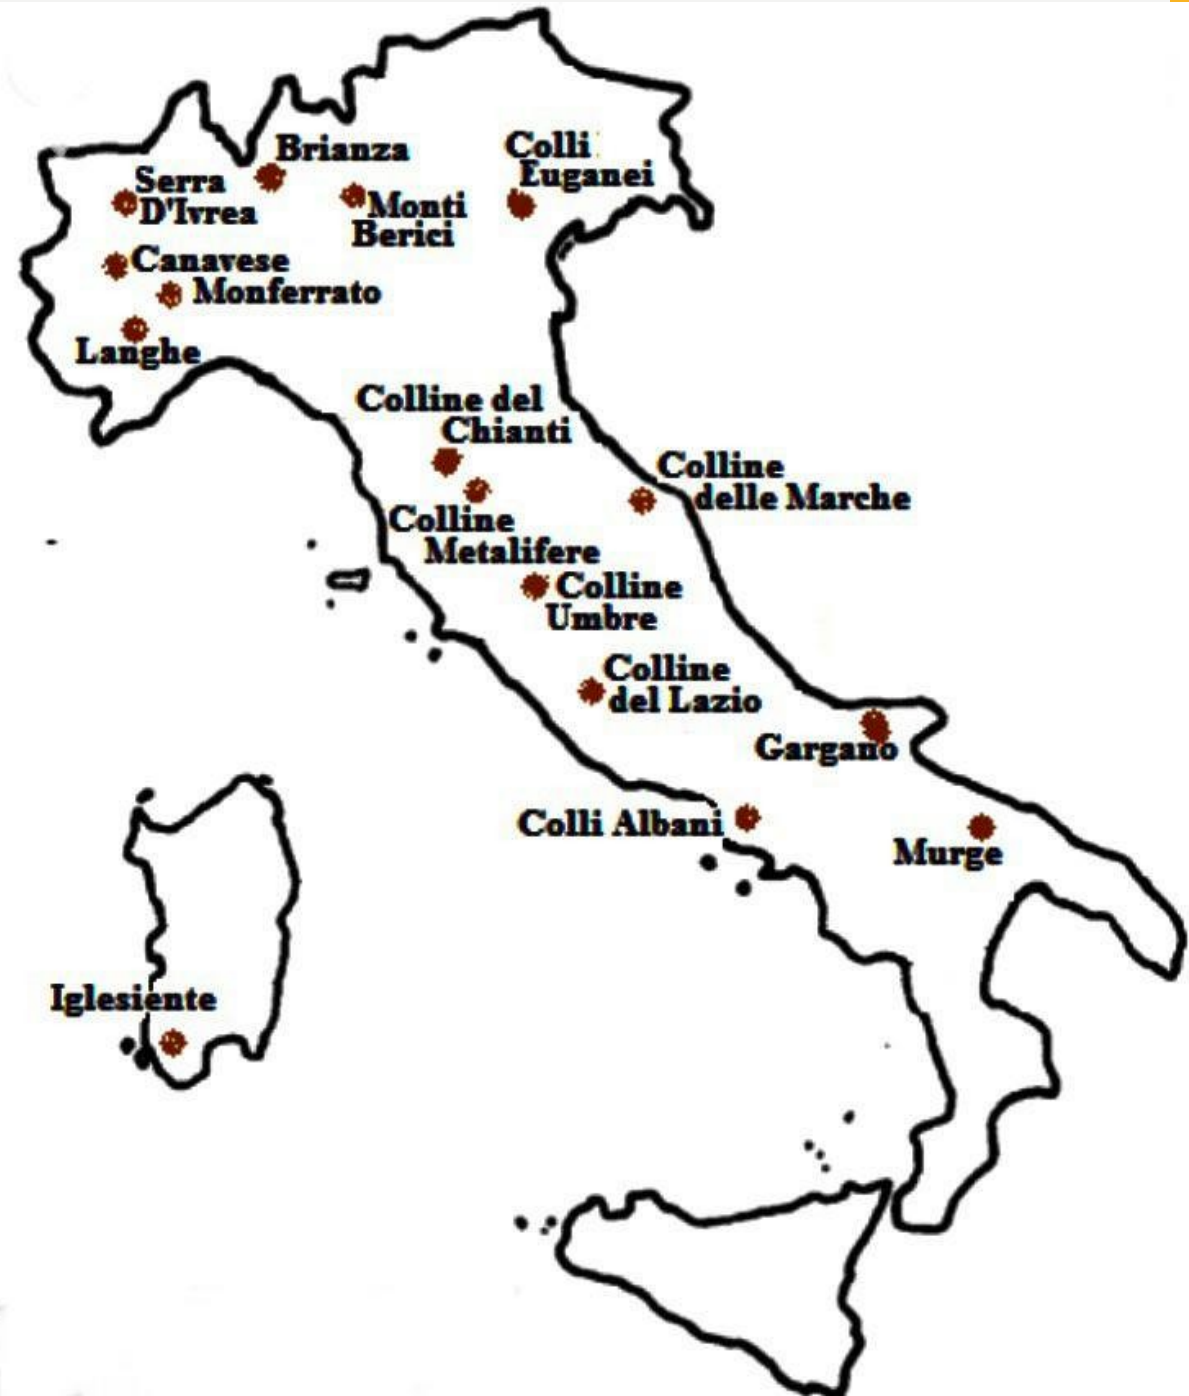 Brianza
Colli
Euganei
Serra
D'Ivrea
Monti
Berici
Canavese
Monferrato
Langhe
Colline del
Chianti
Colline
delle Marche
Colline
Metalifere
Colline
Umbre
Colline
del Lazio
Gargano
Colli Albani
Murge
Iglesiente